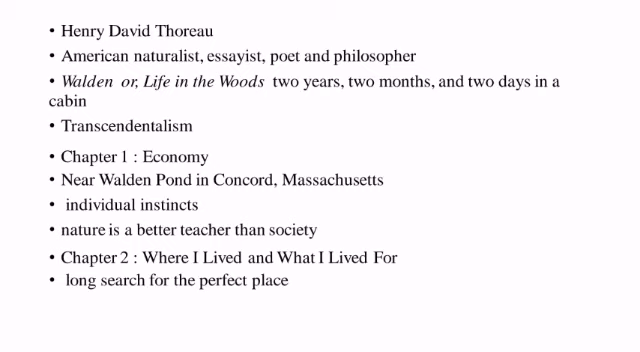 • Henry David Thoreau
• American naturalist, essayist, poet and philosopher
• Walden or, Life in the Woods two years, two months, and two days in a
cabin
• Transcendentalism
• Chapter 1 : Economy
• Near Walden Pond in Concord, Massachusetts
• individual instincts
• nature is a better teacher than society
• Chapter 2 : Where I Lived and What I Lived For
• long search for the perfect place